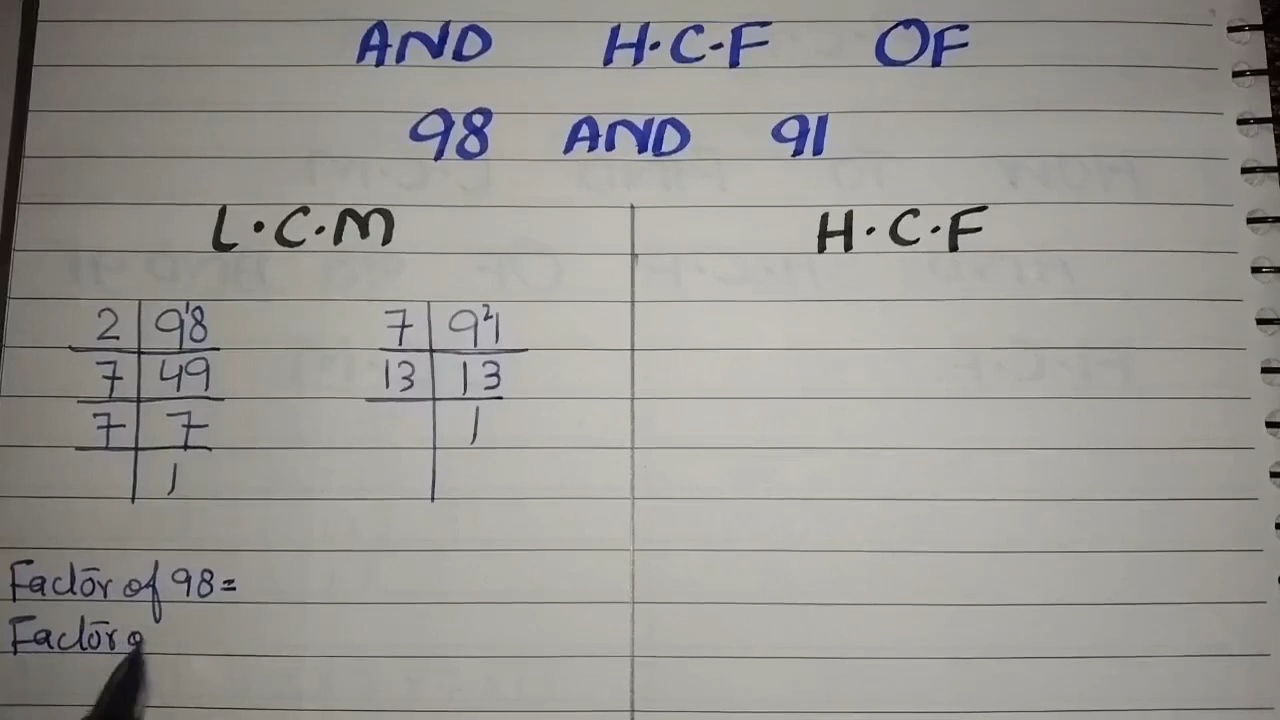 AND H.C.F OF
98 AND 91
L.C.M
H.C.F
2 98
7 49
7 7
1
7 91
13 13
1
Factor of 98 =
Factor o